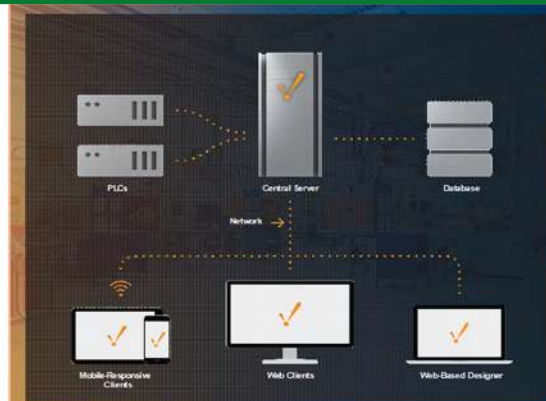 PLCs
Central Server
Database
Network
Mobile-Responsive
Clients
Web Clients
Web-Based Designer